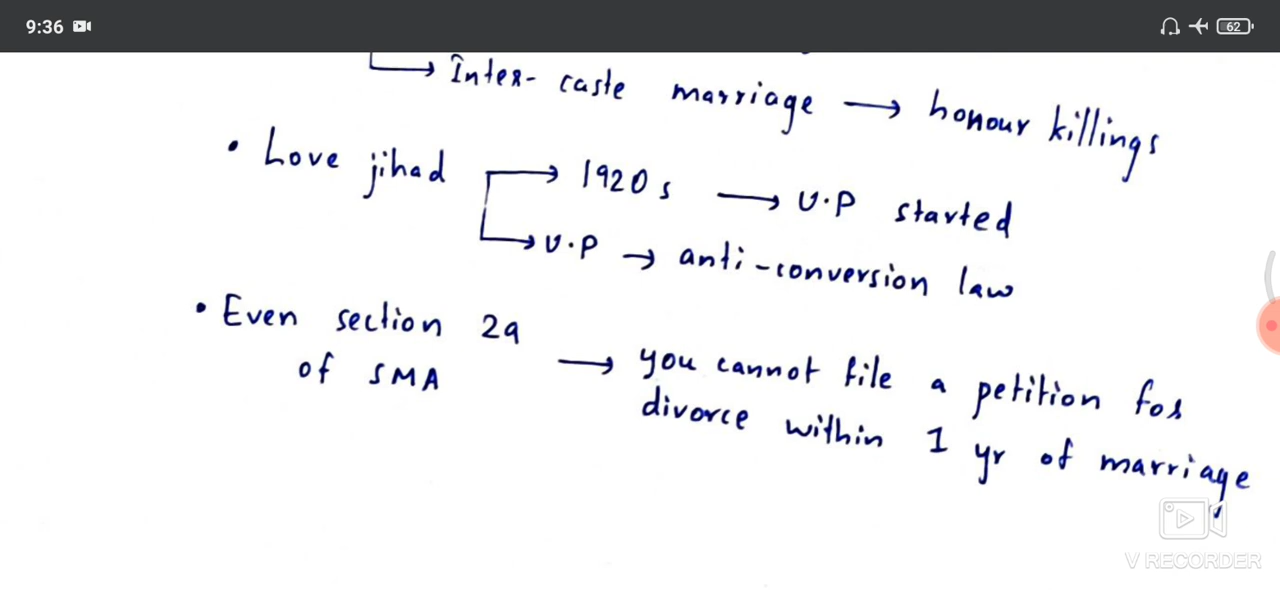 9:36
62
→ Inter-caste marriage → honour killings
• Love jihad → 1920s → U.P started
→ U.P → anti-conversion law
• Even section 29 → you cannot file a petition for
of SMA divorce within 1 yr of marriage
V RECORDER